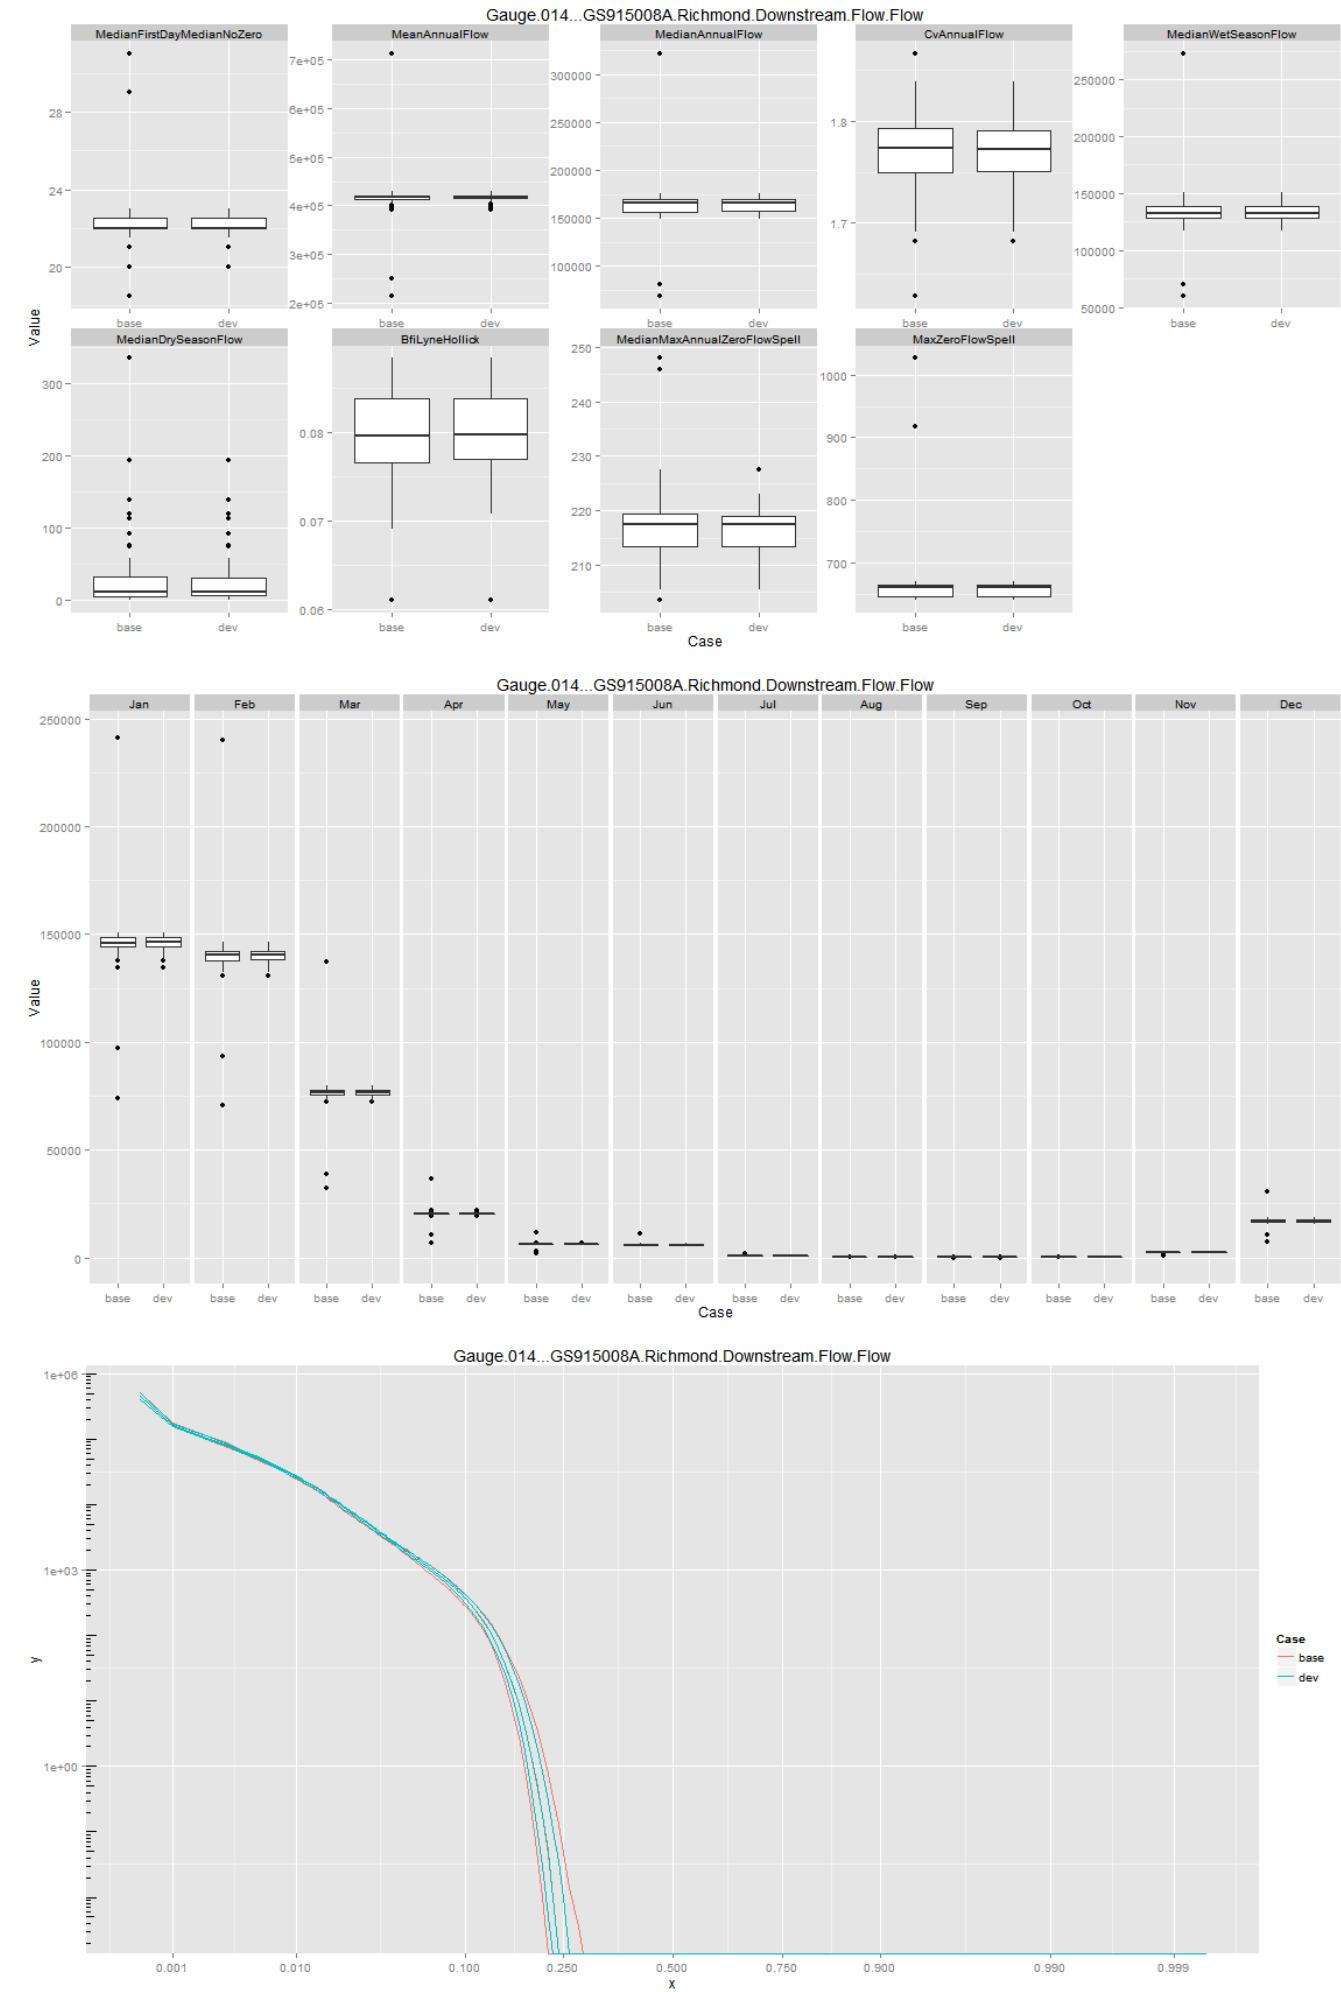 Gauge.014...GS915008A.Richmond.Downstream.Flow.Flow
MedianFirstDayMedianNoZero MeanAnnualFlow MedianAnnualFlow CvAnnualFlow MedianWetSeasonFlow
28
24
20
7e+05
6e+05
5e+05
4e+05
3e+05
2e+05
300000
250000
200000
150000
100000
1.8
1.7
250000
200000
150000
100000
50000
base dev base dev base dev base dev base dev
Value
MedianDrySeasonFlow BfiLyneHollick MedianMaxAnnualZeroFlowSpell MaxZeroFlowSpell
300
200
100
0
0.08
0.07
0.06
250
240
230
220
210
1000
900
800
700
base dev base dev base dev base dev
Case
Gauge.014...GS915008A.Richmond.Downstream.Flow.Flow
Jan Feb Mar Apr May Jun Jul Aug Sep Oct Nov Dec
250000
200000
150000
100000
50000
0
Value
base dev base dev base dev base dev base dev base dev base dev base dev base dev base dev base dev base dev
Case
Gauge.014...GS915008A.Richmond.Downstream.Flow.Flow
1e+06
1e+03
1e+00
y
Case
base
dev
0.001 0.010 0.100 0.250 0.500 0.750 0.900 0.990 0.999
x